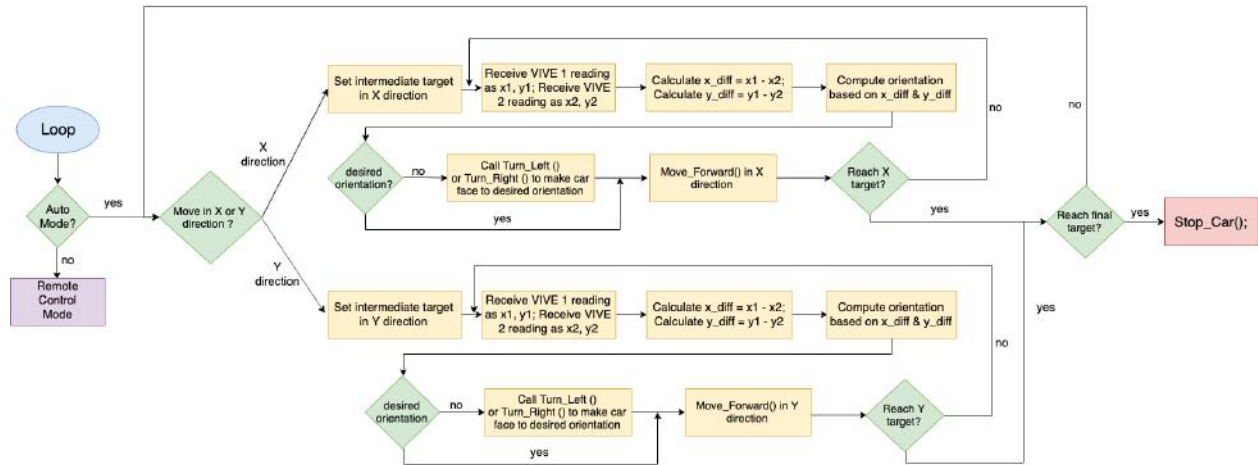 Loop
Auto
Mode?
yes
no
Remote
Control
Mode
Move in X or Y
direction ?
X
direction
Y
direction
Set intermediate target
in X direction
Receive VIVE 1 reading
as x1, y1; Receive VIVE
2 reading as x2, y2
Calculate x_diff = x1 - x2;
Calculate y_diff = y1 - y2
Compute orientation
based on x_diff & y_diff
desired
orientation?
no
yes
Call Turn_Left ()
or Turn_Right () to make car
face to desired orientation
Move_Forward() in X
direction
Reach X
target?
no
yes
Set intermediate target
in Y direction
Receive VIVE 1 reading
as x1, y1; Receive VIVE
2 reading as x2, y2
Calculate x_diff = x1 - x2;
Calculate y_diff = y1 - y2
Compute orientation
based on x_diff & y_diff
desired
orientation
no
yes
Call Turn_Left ()
or Turn_Right () to make car
face to desired orientation
Move_Forward() in Y
direction
Reach Y
target?
no
yes
Reach final
target?
no
yes
Stop_Car();